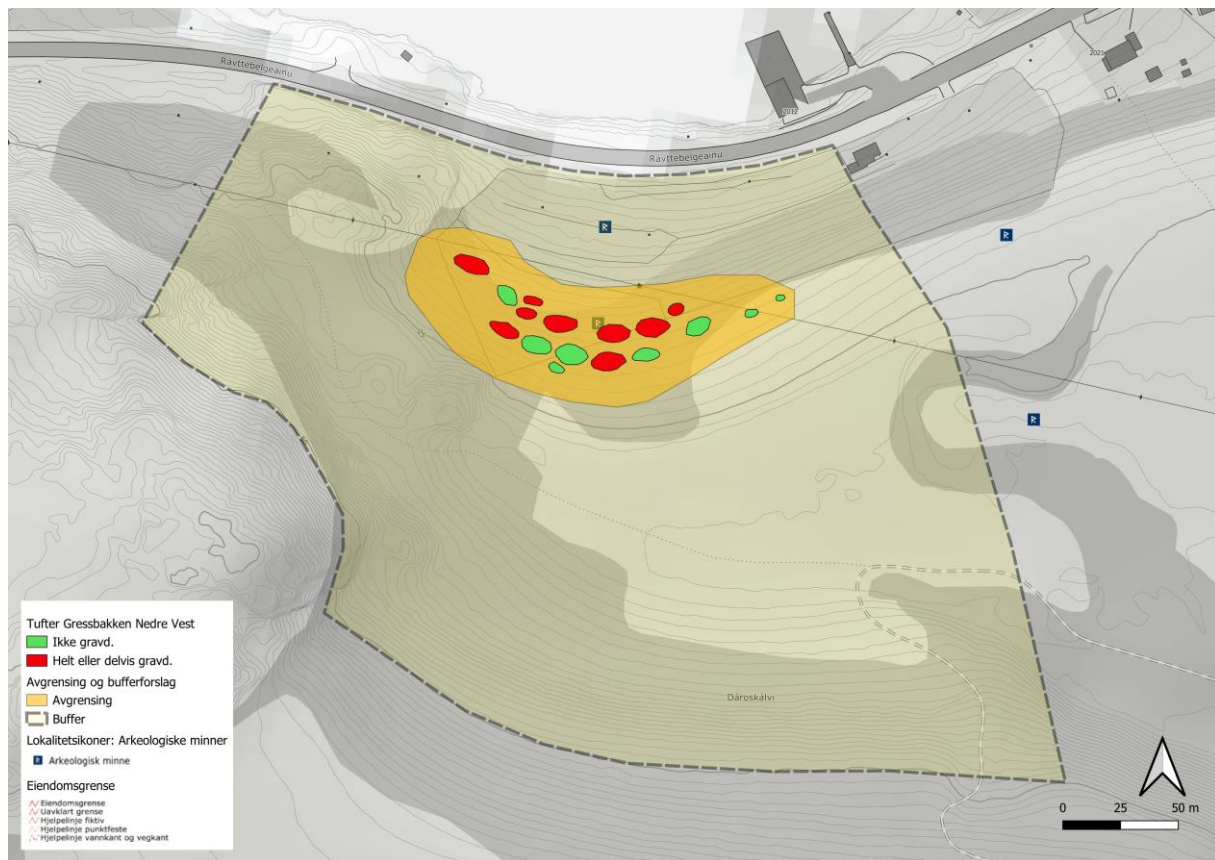 Rávttebelgeainu
Rávttebelgeainu
2012
2021
25
Dároskálvi
Tufter Gressbakken Nedre Vest
Ikke gravd.
Helt eller delvis gravd.
Avgrensing og bufferforslag
Avgrensing
Buffer
Lokalitetsikoner: Arkeologiske minner
R Arkeologisk minne
Eiendomsgrense
Eiendomsgrense
Uavklart grense
Hjelpelinje fiktiv
Hjelpelinje punktfeste
Hjelpelinje vannkant og vegkant
0 25 50 m